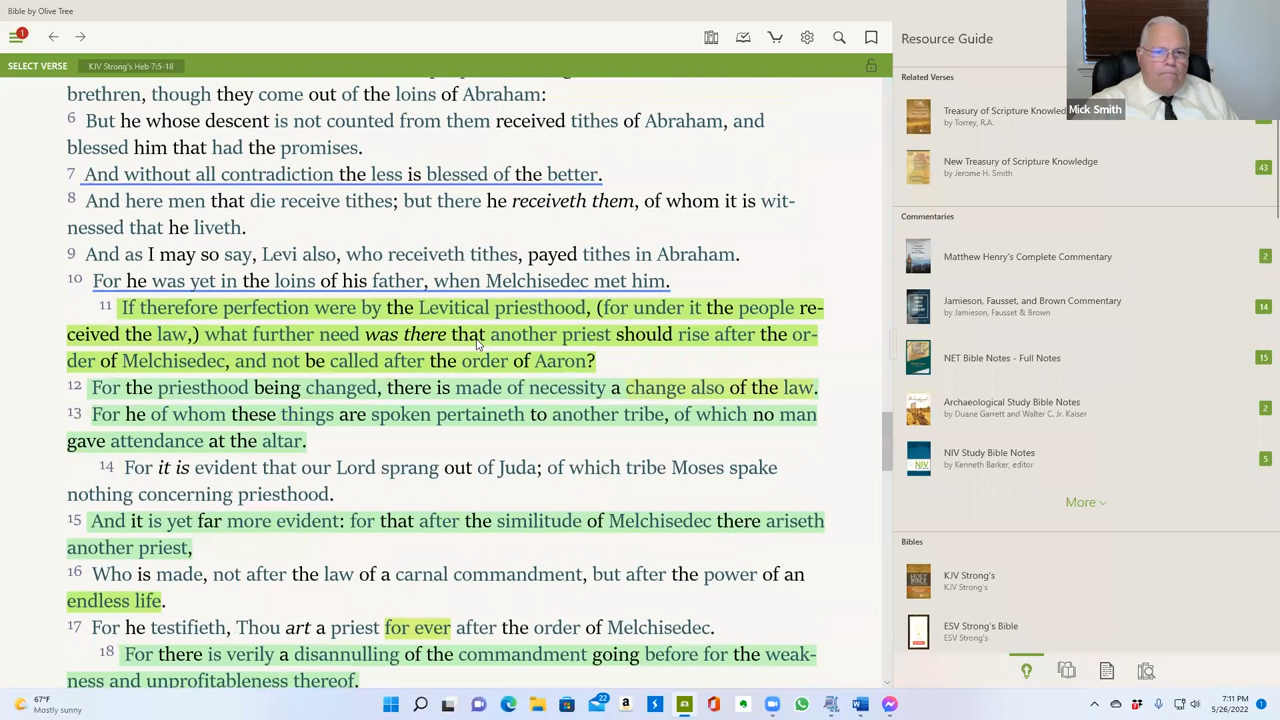 Bible by Olive Tree
1
SELECT VERSE KJV Strong's Heb 7:5-18
brethren, though they come out of the loins of Abraham:
6 But he whose descent is not counted from them received tithes of Abraham, and
blessed him that had the promises.
7 And without all contradiction the less is blessed of the better.
8 And here men that die receive tithes; but there he receiveth them, of whom it is wit-
nessed that he liveth.
9 And as I may so say, Levi also, who receiveth tithes, payed tithes in Abraham.
10 For he was yet in the loins of his father, when Melchisedec met him.
11 If therefore perfection were by the Levitical priesthood, (for under it the people re-
ceived the law,) what further need was there that another priest should rise after the or-
der of Melchisedec, and not be called after the order of Aaron?
12 For the priesthood being changed, there is made of necessity a change also of the law.
13 For he of whom these things are spoken pertaineth to another tribe, of which no man
gave attendance at the altar.
14 For it is evident that our Lord sprang out of Juda; of which tribe Moses spake
nothing concerning priesthood.
15 And it is yet far more evident: for that after the similitude of Melchisedec there ariseth
another priest,
16 Who is made, not after the law of a carnal commandment, but after the power of an
endless life.
17 For he testifieth, Thou art a priest for ever after the order of Melchisedec.
18 For there is verily a disannulling of the commandment going before for the weak-
ness and unprofitableness thereof.
Resource Guide
Mick Smith
Related Verses
Treasury of Scripture
by Torrey, R.A.
New Treasury of Scripture Knowledge
by Jerome H. Smith
43
Commentaries
Matthew Henry's Complete Commentary
2
Jamieson, Fausset, and Brown Commentary
by Jamieson, Fausset & Brown
14
NET Bible Notes - Full Notes
15
Archaeological Study Bible Notes
by Duane Garrett and Walter C. Jr. Kaiser
2
NIV Study Bible Notes
by Kenneth Barker, editor
5
More
Bibles
KJV Strong's
KJV Strong's
ESV Strong's Bible
ESV Strong's
67°F
Mostly sunny
22
7:11 PM
5/26/2022